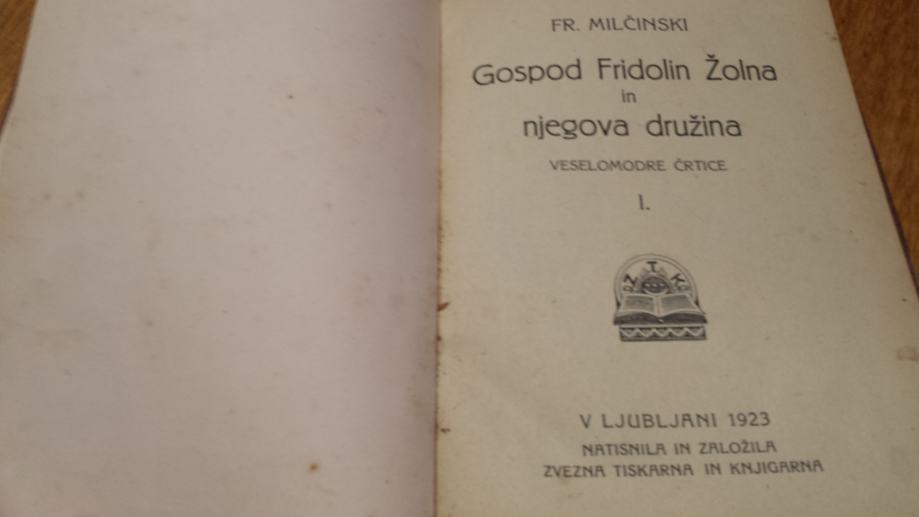 FR. MILČINSKI
Gospod Fridolin Žolna
in
njegova družina
VESELOMODRE ČRTICE
I.
Z T K
V LJUBLJANI 1923
NATISNILA IN ZALOŽILA
ZVEZNA TISKARNA IN KNJIGARNA